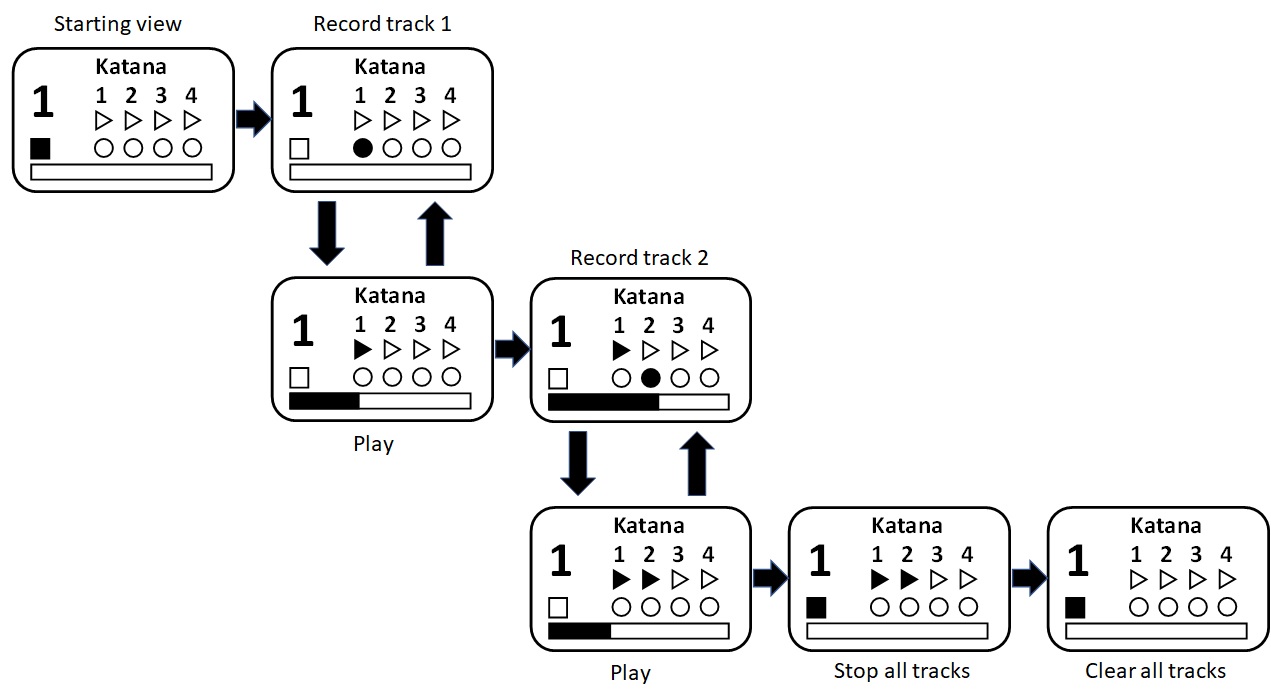 Starting view
Record track 1
Katana
1
1 2 3 4
Katana
1
1 2 3 4
Record track 2
Katana
1
1 2 3 4
Play
Katana
1
1 2 3 4
Katana
1
1 2 3 4
Play
Katana
1
1 2 3 4
Stop all tracks
Katana
1
1 2 3 4
Clear all tracks